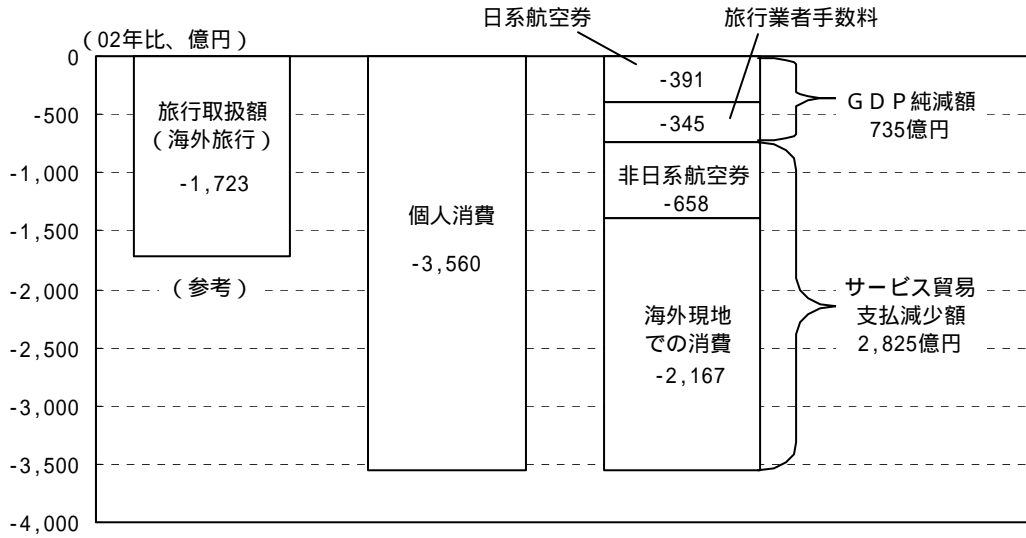 日系航空券
旅行業者手数料
(02年比、億円)
0
-500
-1,000
-1,500
-2,000
-2,500
-3,000
-3,500
-4,000
旅行取扱額
(海外旅行)
-1,723
(参考)
個人消費
-3,560
-391
-345
非日系航空券
-658
海外現地
での消費
-2,167
GDP純減額
735億円
サービス貿易
支払減少額
2,825億円